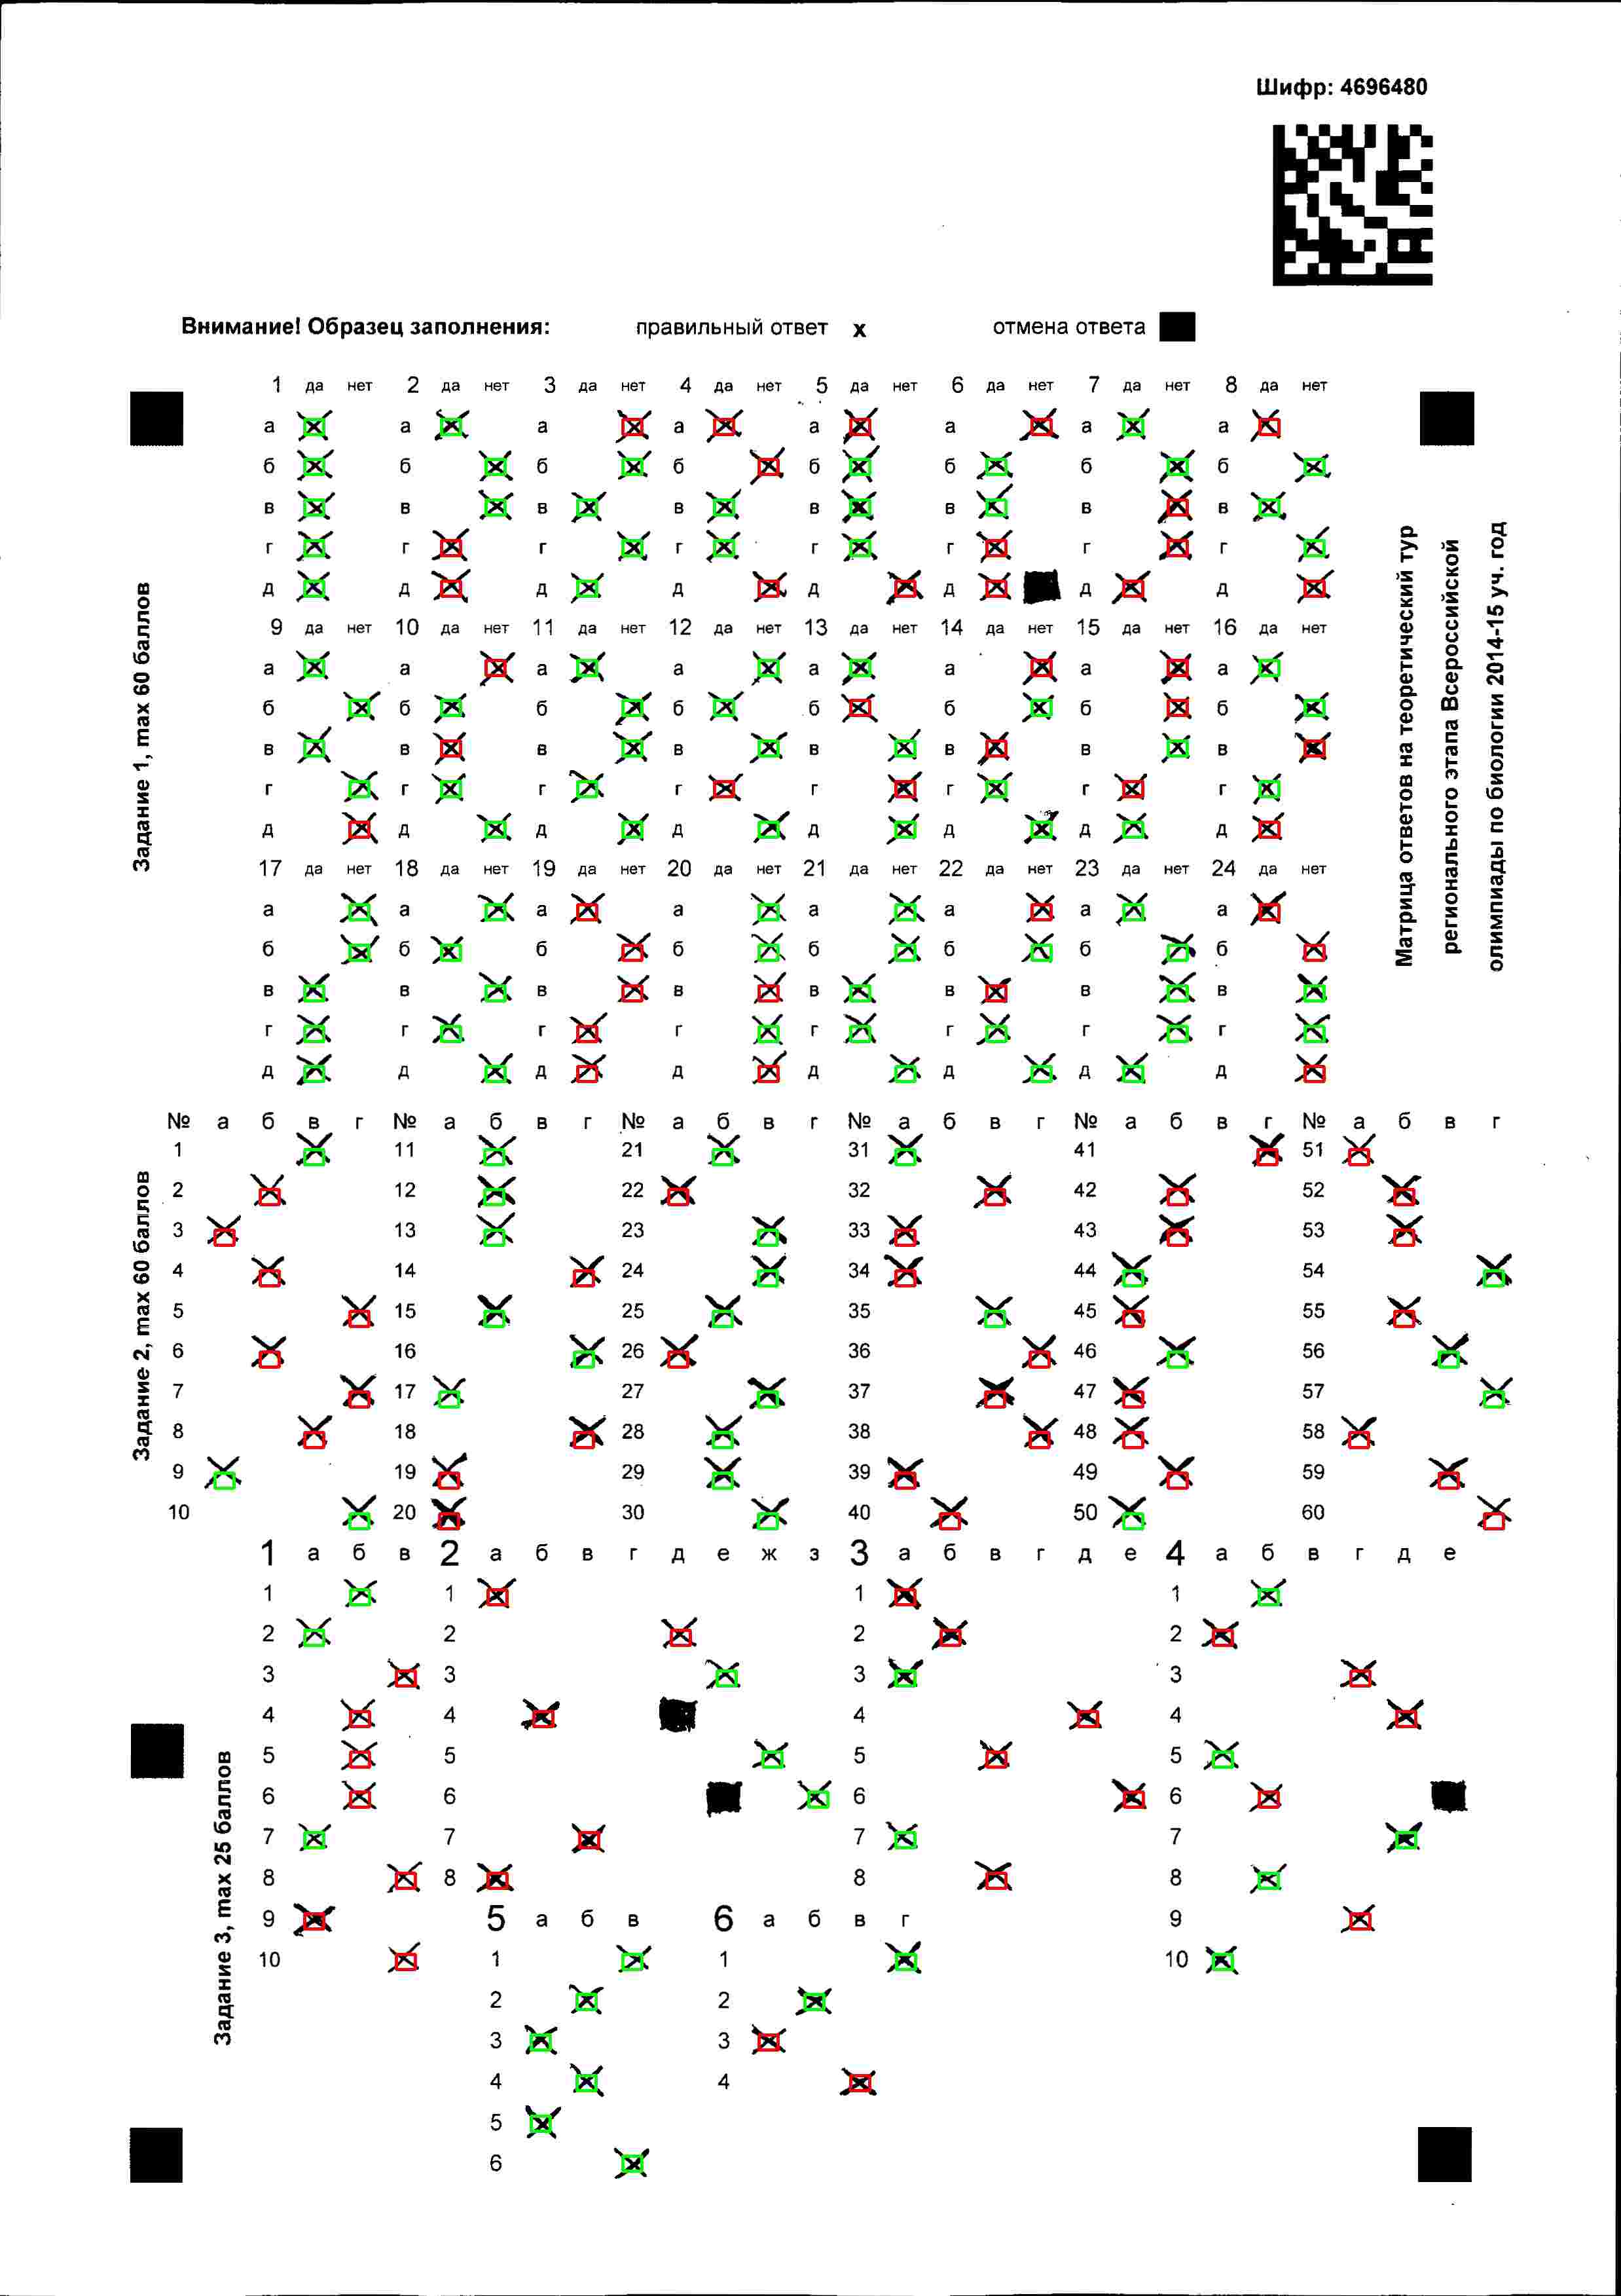 Шифр: 4696480
Внимание! Образец заполнения: правильный ответ x отмена ответа
1 да нет 2 да нет 3 да нет 4 да нет 5 да нет 6 да нет 7 да нет 8 да нет
а а а а а а а а
б б б б б б б б
в в в в в в в в
г г г г г г г г
д д д д д д д д
9 да нет 10 да нет 11 да нет 12 да нет 13 да нет 14 да нет 15 да нет 16 да нет
а а а а а а а а
б б б б б б б б
в в в в в в в в
г г г г г г г г
д д д д д д д д
17 да нет 18 да нет 19 да нет 20 да нет 21 да нет 22 да нет 23 да нет 24 да нет
а а а а а а а а
б б б б б б б б
в в в в в в в в
г г г г г г г г
д д д д д д д д
Задание 1, max 60 баллов
Матрица ответов на теоретический тур
регионального этапа Всероссийской
олимпиады по биологии 2014-15 уч. год
№ а б в г № а б в г № а б в г № а б в г № а б в г № а б в г
1 11 21 31 41 51
2 12 22 32 42 52
3 13 23 33 43 53
4 14 24 34 44 54
5 15 25 35 45 55
6 16 26 36 46 56
7 17 27 37 47 57
8 18 28 38 48 58
9 19 29 39 49 59
10 20 30 40 50 60
Задание 2, max 60 баллов
1 а б в 2 а б в г д е ж з 3 а б в г д е 4 а б в г д е
1 1 1 1
2 2 2 2
3 3 3 3
4 4 4 4
5 5 5 5
6 6 6 6
7 7 7 7
8 8 8 8
9 5 а б в 6 а б в г 9
10 1 1 10
2 2
3 3
4 4
5
6
Задание 3, max 25 баллов